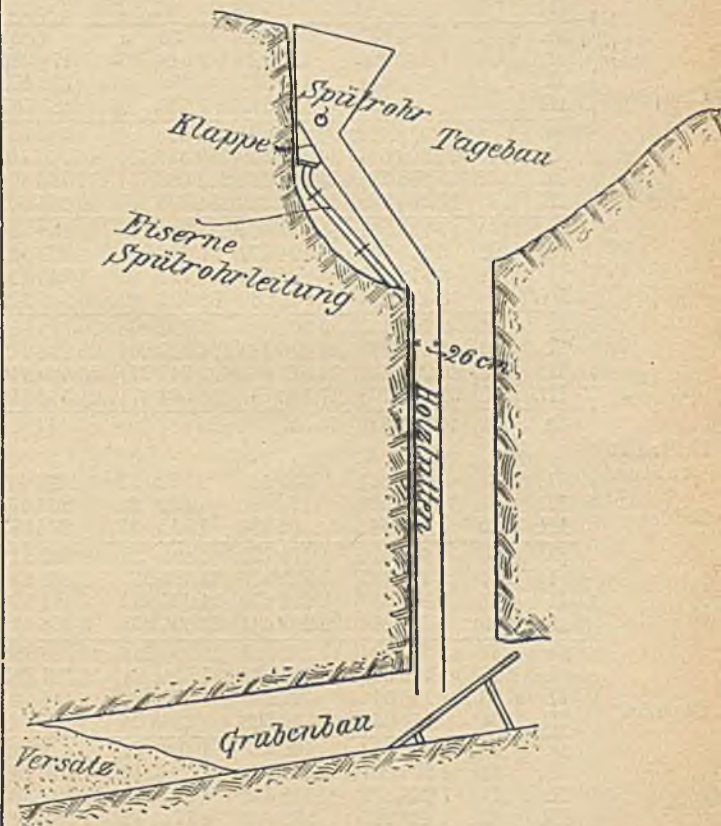 Spülrohr
Klappe
Tagebau
Eiserne
Spülrohrleitung
26 cm
Holzlutten
Grubenbau
Versatz